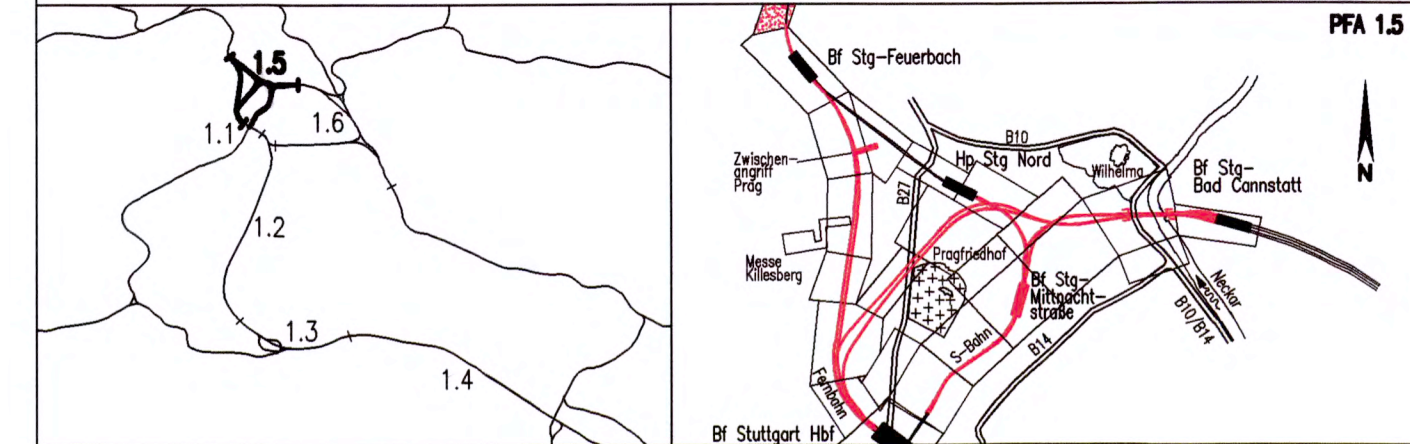 1.5
1.1
1.6
1.2
1.3
1.4
PFA 1.5
Bf Stg-Feuerbach
N
B10
Zwischen-
angriff
Prag
Hp Stg Nord
Wilhelma
Bf Stg-
Bad Cannstatt
B27
Messe
Killesberg
Pragfriedhof
Bf Stg-
Mittnacht-
straße
Neckar
B10/B14
S-Bahn
B14
Fernbahn
Bf Stuttgart Hbf